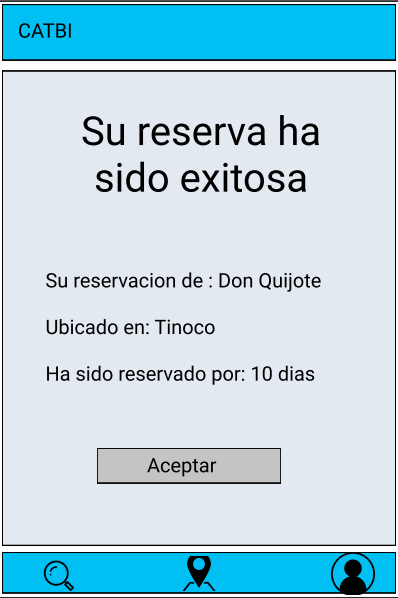 CATBI
Su reserva ha
sido exitosa
Su reservacion de : Don Quijote
Ubicado en: Tinoco
Ha sido reservado por: 10 dias
Aceptar